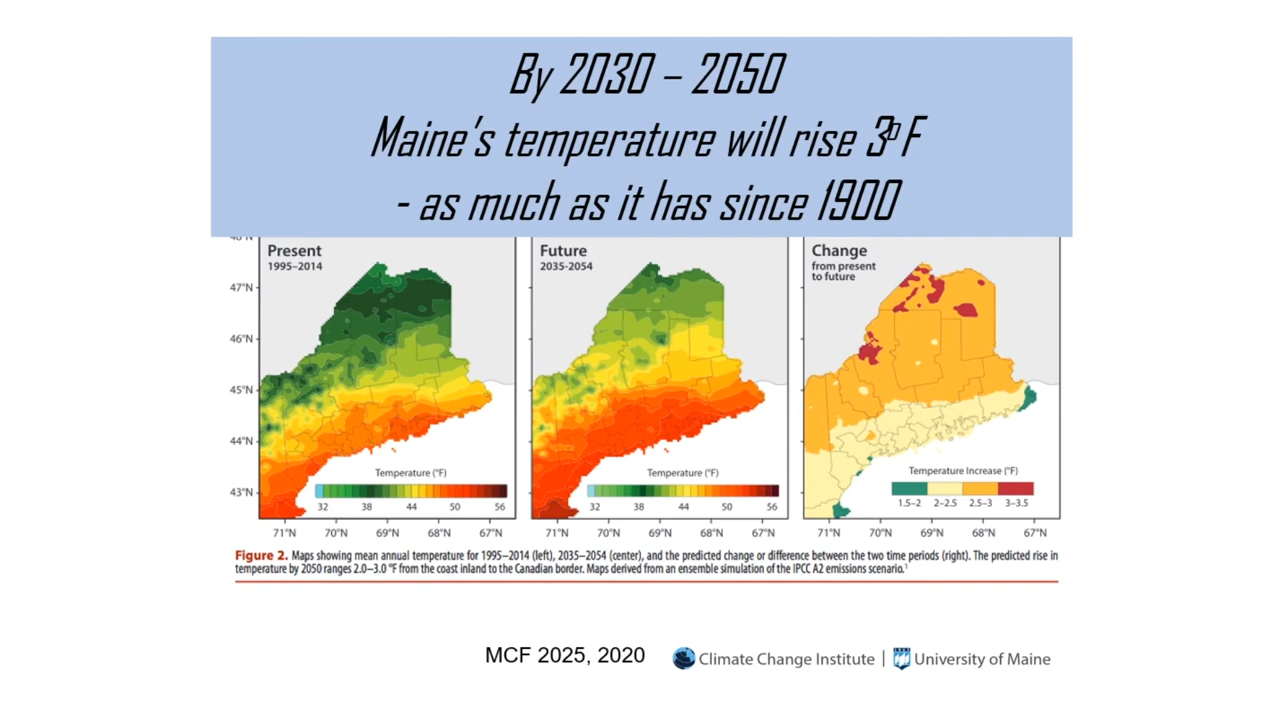 By 2030 – 2050
Maine's temperature will rise 3⁰F
- as much as it has since 1900
Present
1995–2014
Future
2035-2054
Change
from present
to future
47°N
46°N
45°N
44°N
43°N
Temperature (°F)
32 38 44 50 56
Temperature (°F)
32 38 44 50 56
Temperature Increase (°F)
1.5–2 2–2.5 2.5–3 3–3.5
71°N 70°N 69°N 68°N 67°N
71°N 70°N 69°N 68°N 67°N
71°N 70°N 69°N 68°N 67°N
Figure 2. Maps showing mean annual temperature for 1995–2014 (left), 2035–2054 (center), and the predicted change or difference between the two time periods (right). The predicted rise in
temperature by 2050 ranges 2.0–3.0 °F from the coast inland to the Canadian border. Maps derived from an ensemble simulation of the IPCC A2 emissions scenario.¹
MCF 2025, 2020
Climate Change Institute | University of Maine